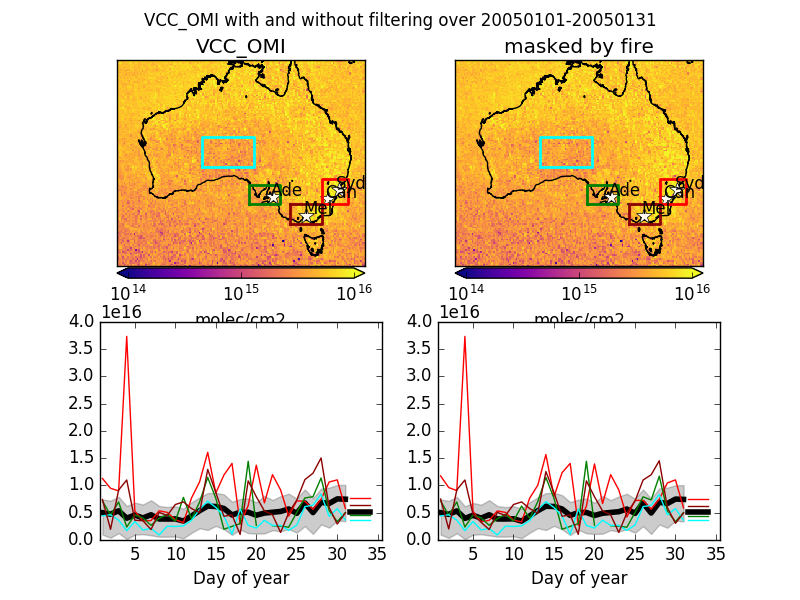 VCC_OMI with and without filtering over 20050101-20050131
VCC_OMI
masked by fire
Ade
Mel
Can
Syd
Ade
Mel
Can
Syd
10^14 10^15 10^16
10^14 10^15 10^16
molec/cm2
molec/cm2
1e16
1e16
4.0
3.5
3.0
2.5
2.0
1.5
1.0
0.5
0.0
4.0
3.5
3.0
2.5
2.0
1.5
1.0
0.5
0.0
5 10 15 20 25 30 35
5 10 15 20 25 30 35
Day of year
Day of year